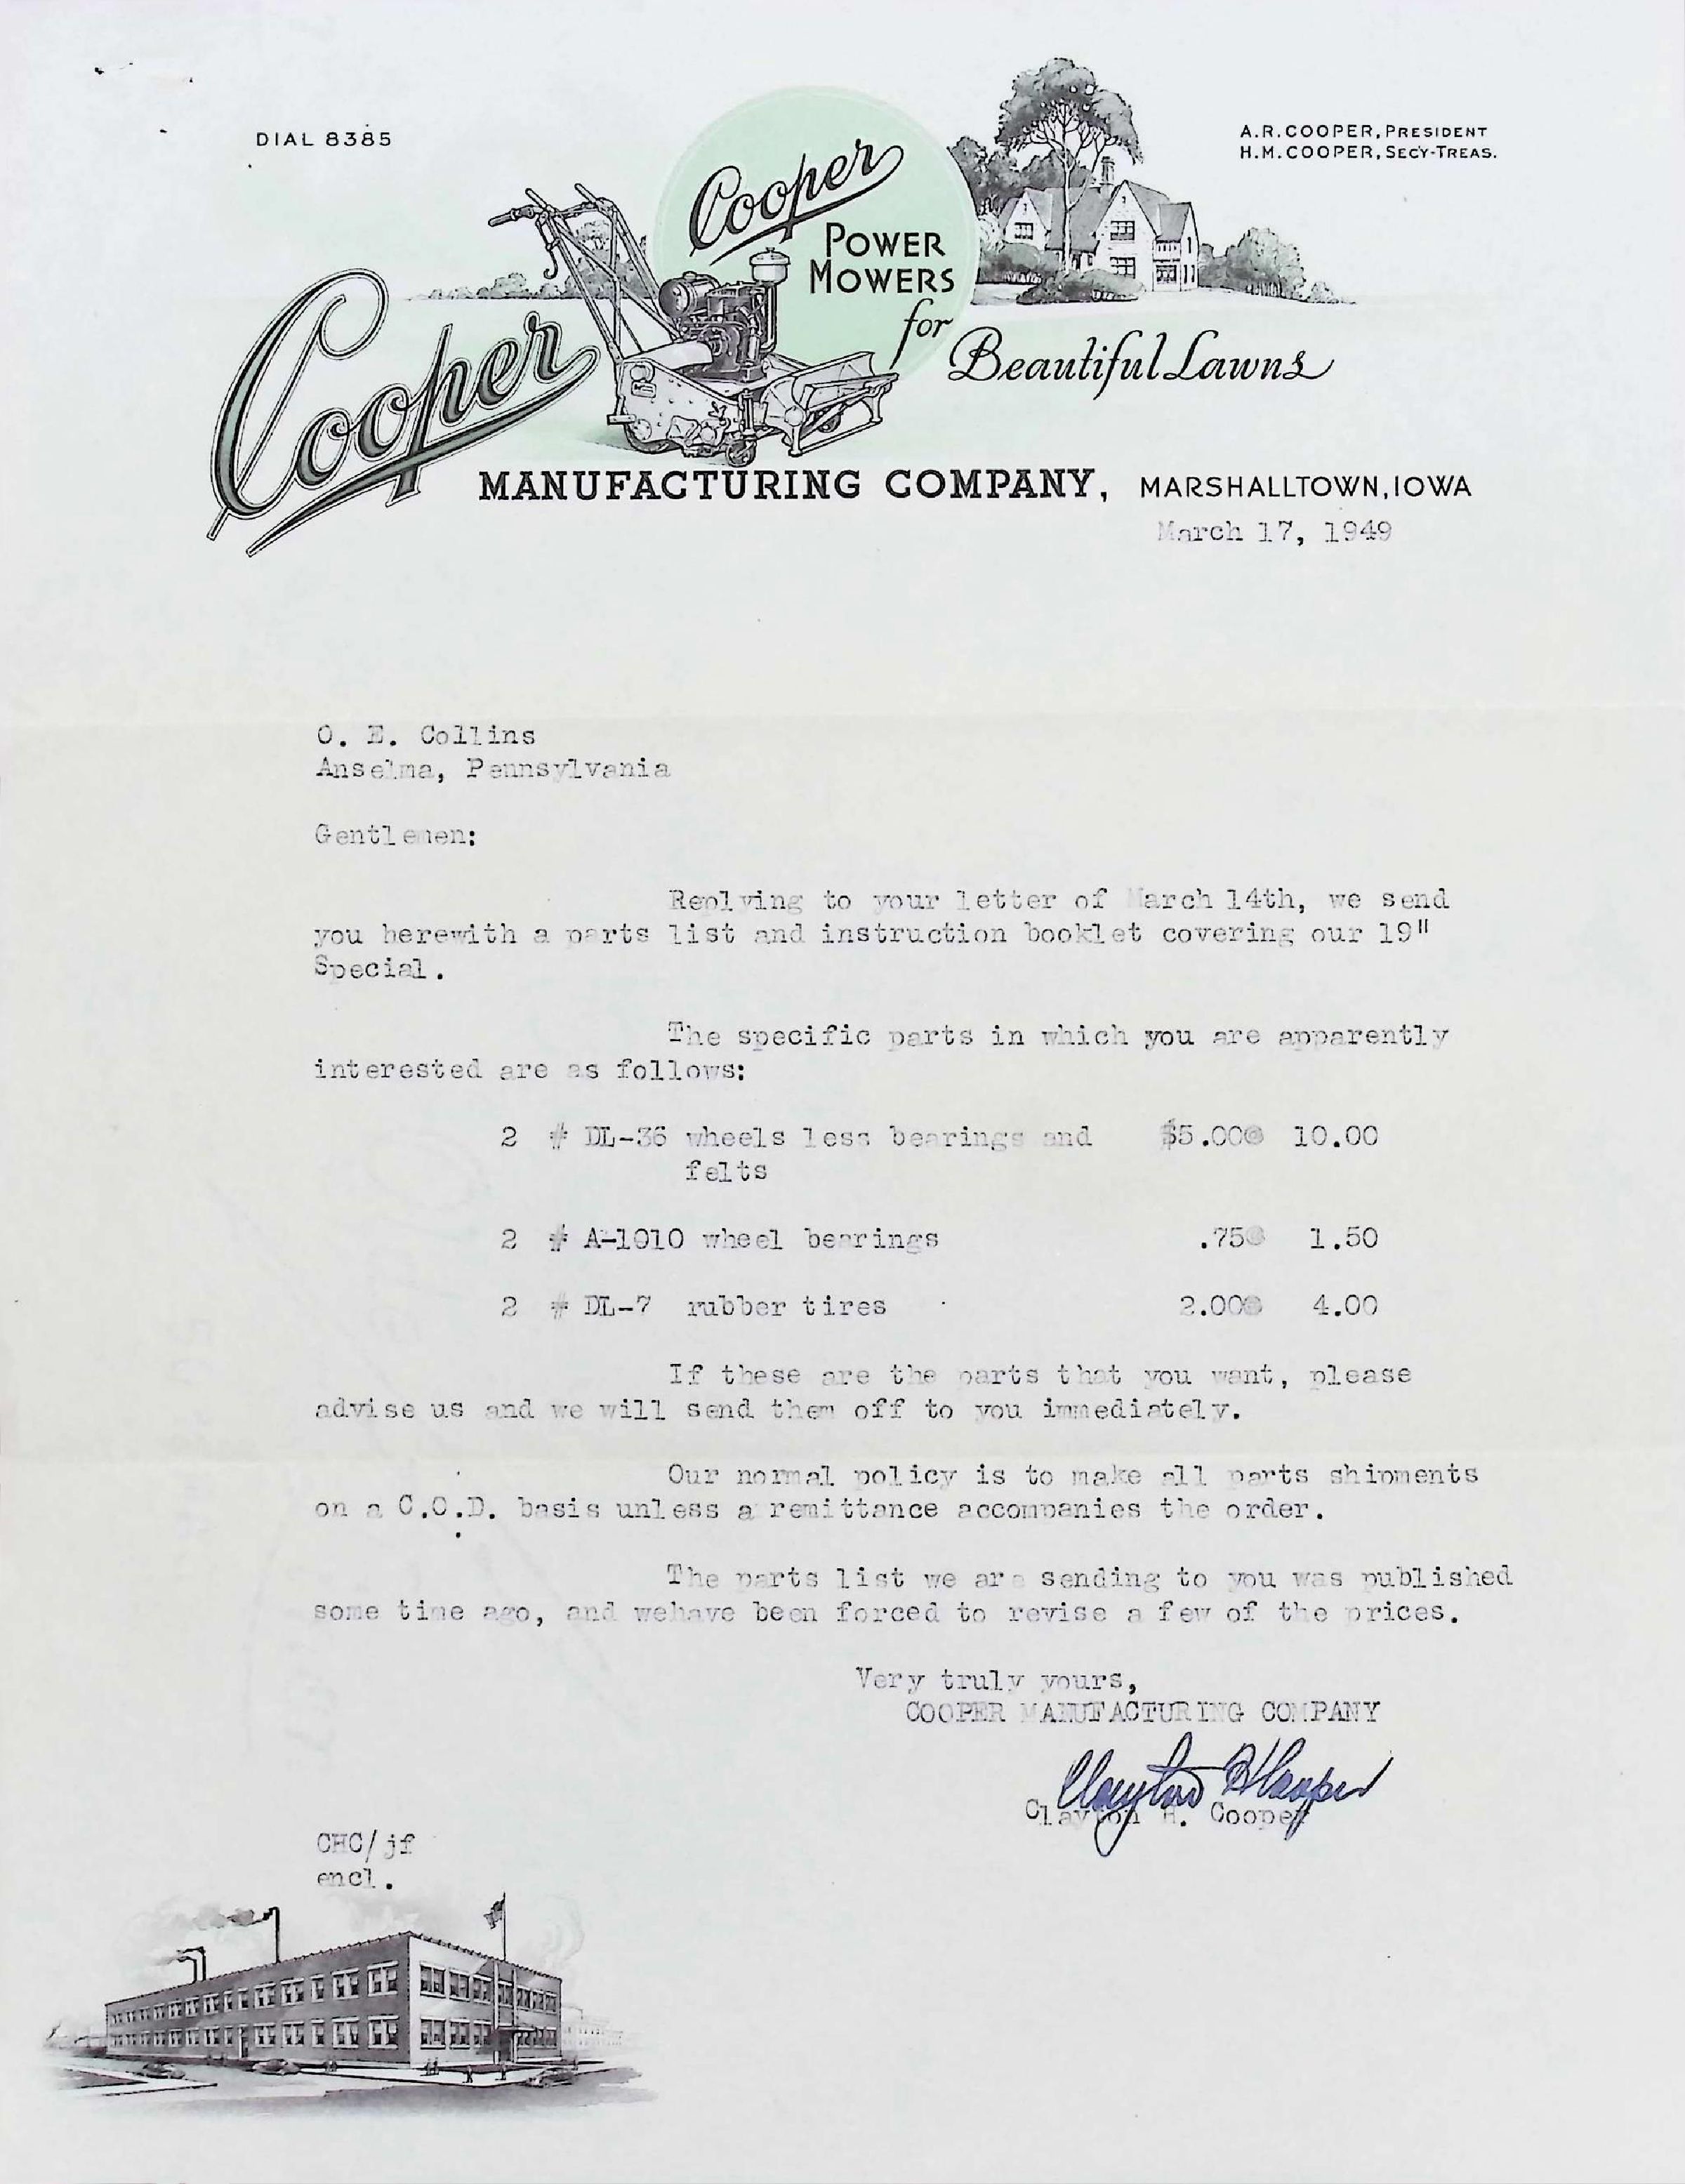 DIAL 8385
A.R. COOPER, PRESIDENT
H.M. COOPER, SECY-TREAS.
Cooper
POWER
MOWERS
for
Beautiful Lawns
Cooper
MANUFACTURING COMPANY, MARSHALLTOWN, IOWA
March 17, 1949
O. E. Collins
Anselma, Pennsylvania
Gentlemen:
Replying to your letter of March 14th, we send
you herewith a parts list and instruction booklet covering our 19"
Special.
The specific parts in which you are apparently
interested are as follows:
2 # DL-36 wheels less bearings and $5.00@ 10.00
felts
2 # A-1010 wheel bearings .75@ 1.50
2 # DL-7 rubber tires 2.00@ 4.00
If these are the parts that you want, please
advise us and we will send them off to you immediately.
Our normal policy is to make all parts shipments
on a C.O.D. basis unless a remittance accompanies the order.
The parts list we are sending to you was published
some time ago, and wehave been forced to revise a few of the prices.
Very truly yours,
COOPER MANUFACTURING COMPANY
Clayton H Cooper
Clayton H. Cooper
CHC/jf
encl.